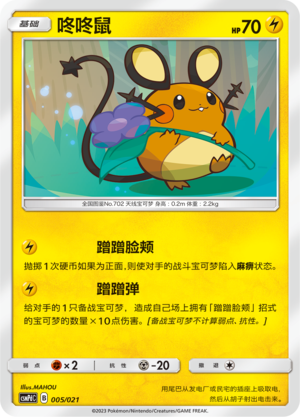 基础 咚咚鼠 HP70
全国图鉴No.702 天线宝可梦 身高：0.2m 体重：2.2kg
蹭蹭脸颊
抛掷1次硬币如果为正面，则使对手的战斗宝可梦陷入麻痹状态。
蹭蹭弹
给对手的1只备战宝可梦，造成自己场上拥有「蹭蹭脸颊」招式
的宝可梦的数量×10点伤害。[备战宝可梦不计算弱点、抗性。]
弱点 ×2 抗性 -20 撤退
Illus.MAHOU
CSMPdC B 005/021
用尾巴从发电厂或民宅的插座上吸取电，
然后从胡子射出电击来。
©2023 Pokémon/Nintendo/Creatures/GAME FREAK.